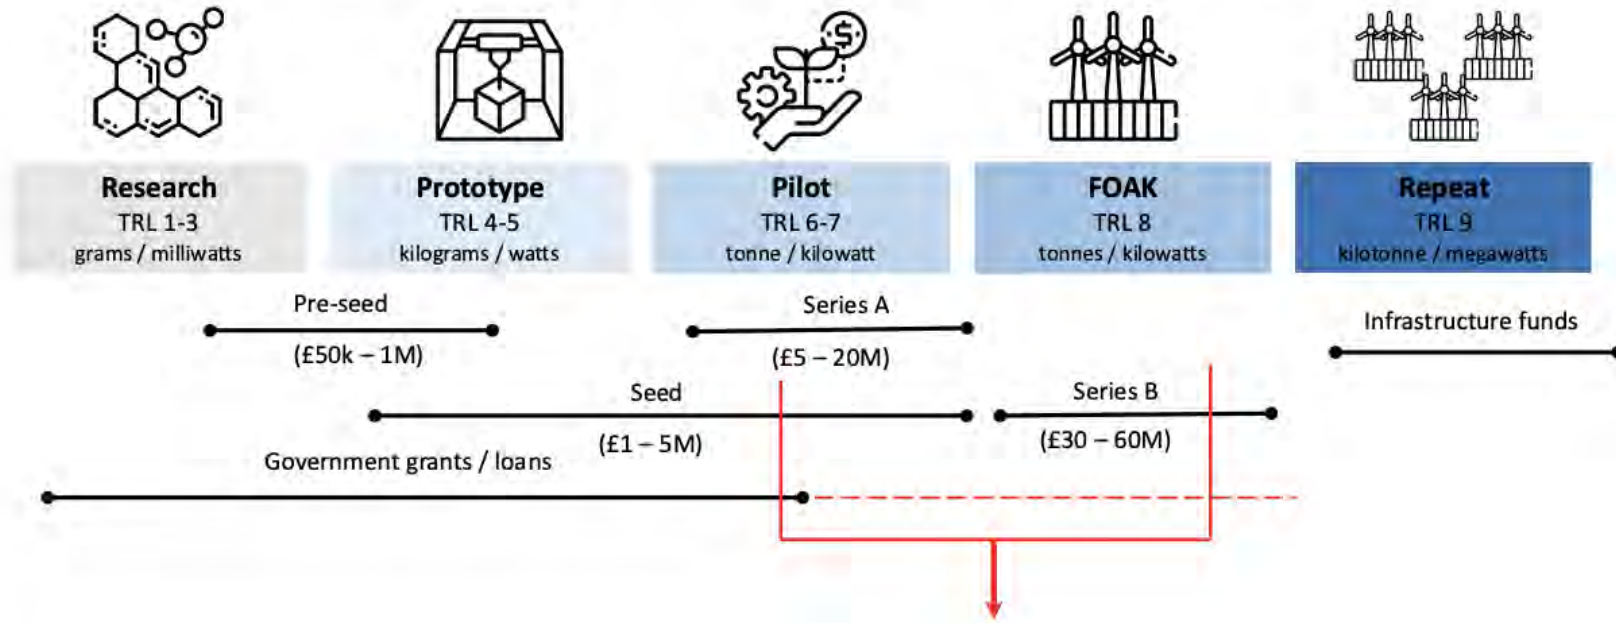 $
Research
TRL 1-3
grams / milliwatts
Prototype
TRL 4-5
kilograms / watts
Pilot
TRL 6-7
tonne / kilowatt
FOAK
TRL 8
tonnes / kilowatts
Repeat
TRL 9
kilotonne / megawatts
Pre-seed
(£50k – 1M)
Series A
(£5 – 20M)
Infrastructure funds
Seed
(£1 – 5M)
Series B
(£30 – 60M)
Government grants / loans